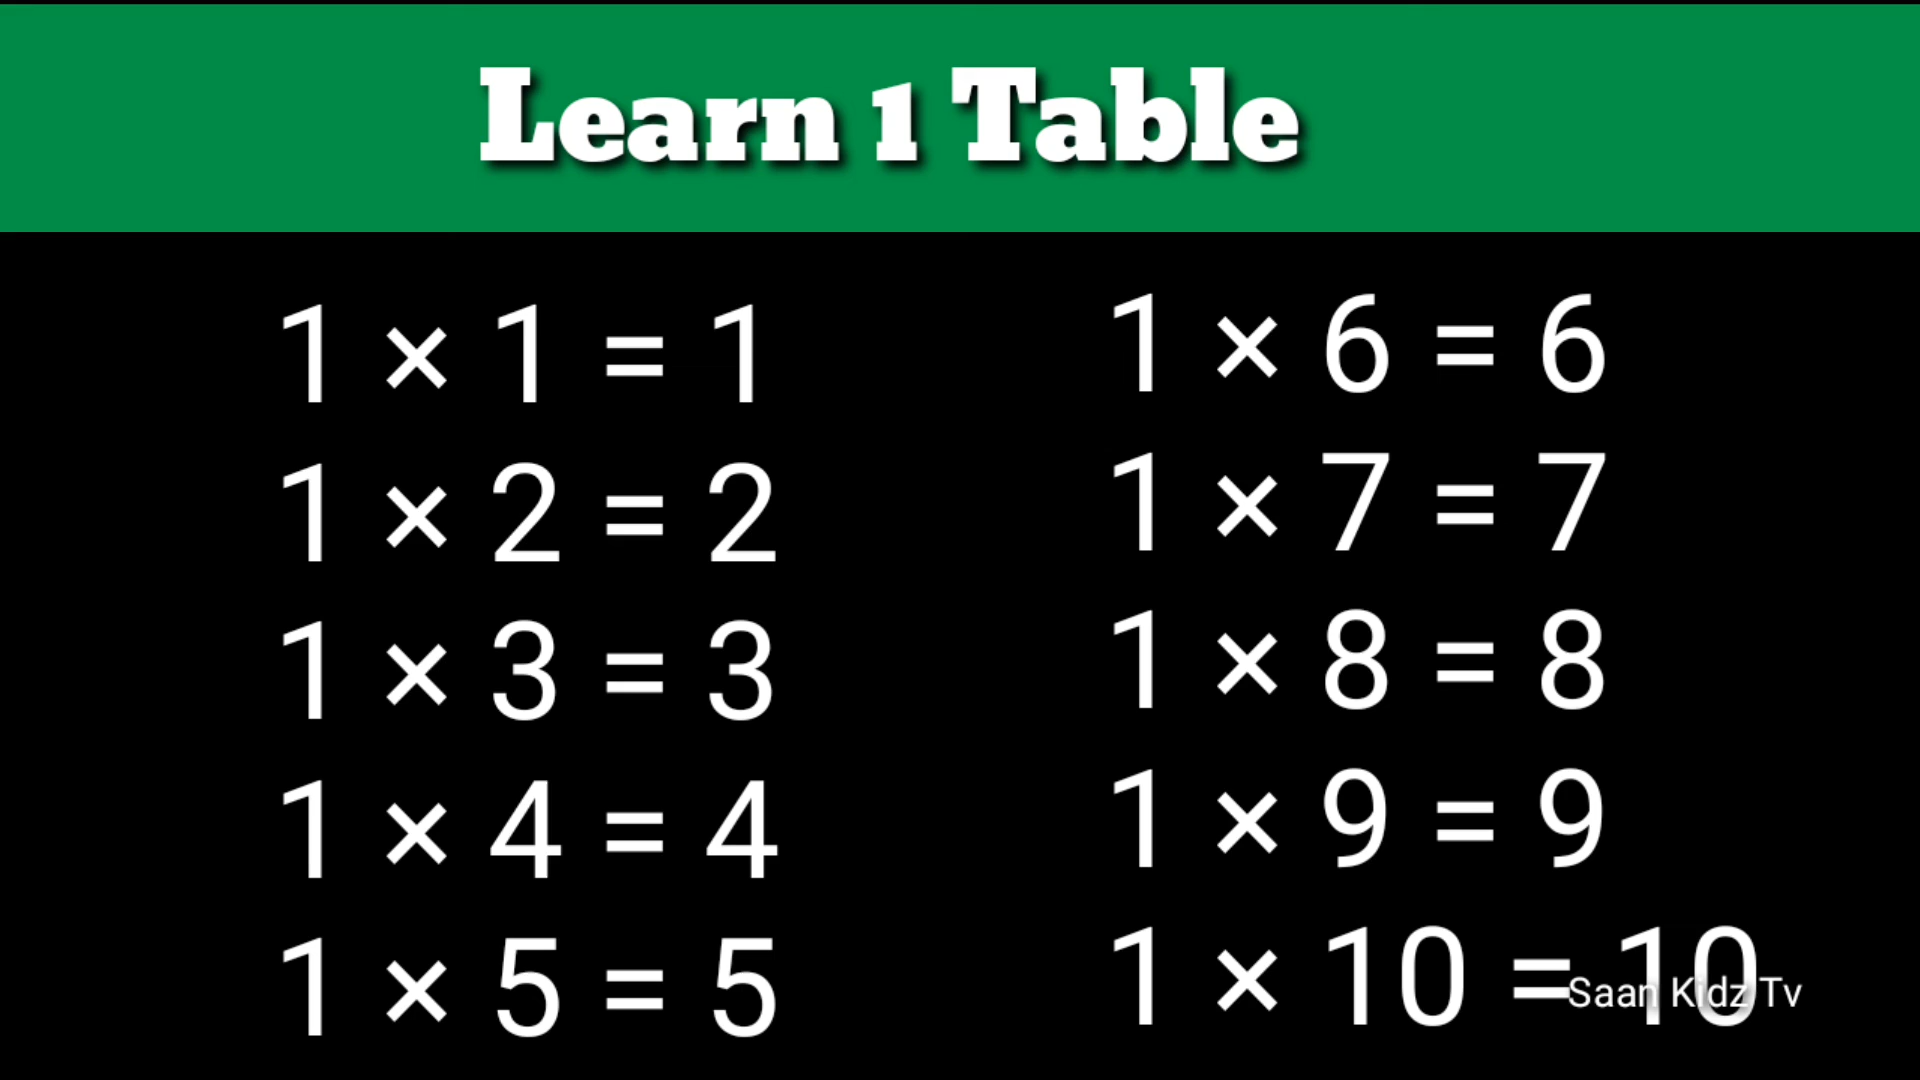 Learn 1 Table
1 × 1 = 1
1 × 2 = 2
1 × 3 = 3
1 × 4 = 4
1 × 5 = 5
1 × 6 = 6
1 × 7 = 7
1 × 8 = 8
1 × 9 = 9
1 × 10 = 10
Saan Kidz Tv